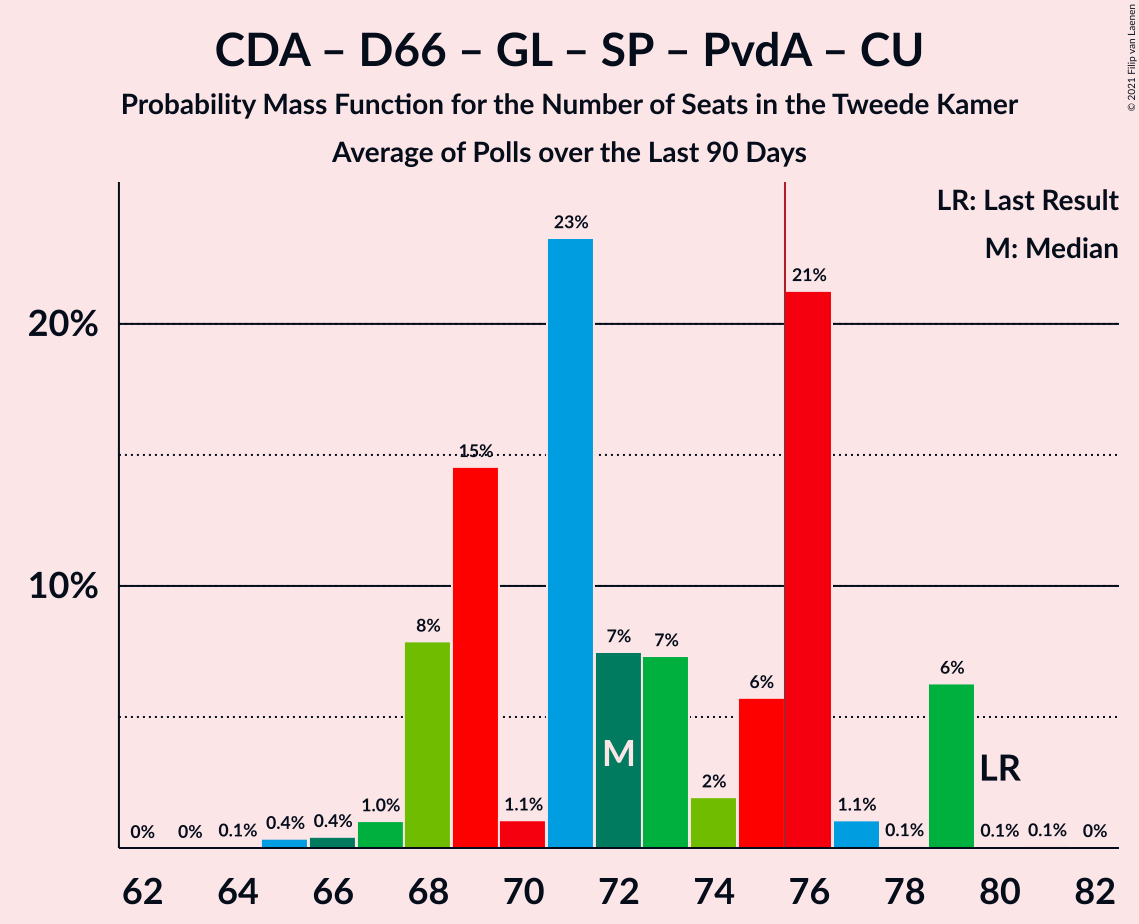 CDA – D66 – GL – SP – PvdA – CU
Probability Mass Function for the Number of Seats in the Tweede Kamer
Average of Polls over the Last 90 Days
© 2021 Filip van Laenen
LR: Last Result
M: Median
20%
10%
0%
0%
0.1%
0.4%
0.4%
1.0%
8%
15%
1.1%
23%
7%
7%
2%
6%
21%
1.1%
0.1%
6%
0.1%
0.1%
0%
M
LR
62 64 66 68 70 72 74 76 78 80 82